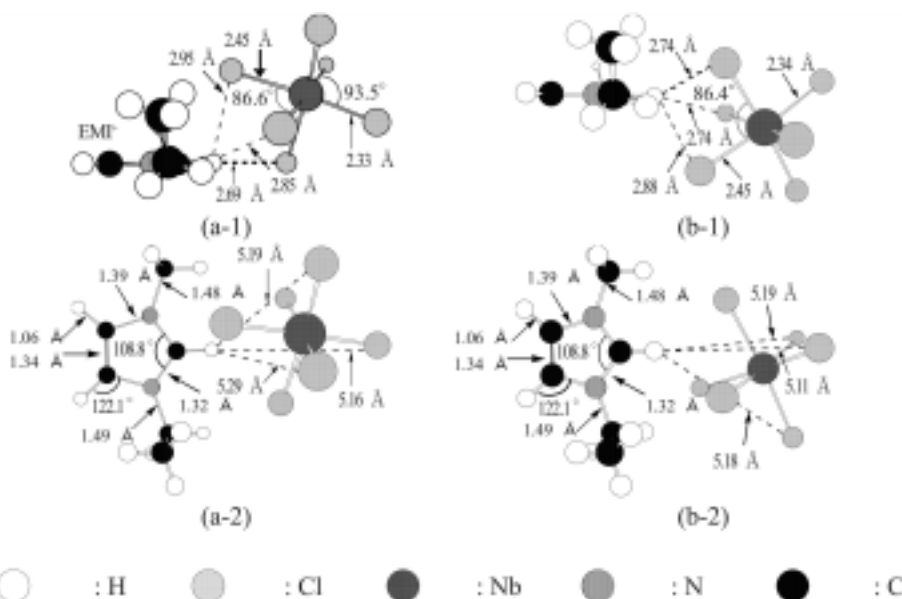 2.45 Å
2.95 Å
86.6°
93.5°
EMI+
2.33 Å
2.85 Å
2.69 Å
(a-1)
2.74 Å
2.34 Å
86.4°
2.74 Å
2.88 Å
2.45 Å
(b-1)
5.19 Å
1.39 A
1.48 A
1.06 A
108.8°
1.34 A
122.1°
1.32 A
5.29 Å
5.16 Å
1.49 A
(a-2)
1.39 A
1.48 A
5.19 Å
1.06 A
108.8°
1.34 A
5.11 Å
122.1°
1.32 A
1.49 A
5.18 Å
(b-2)
: H : Cl : Nb : N : C